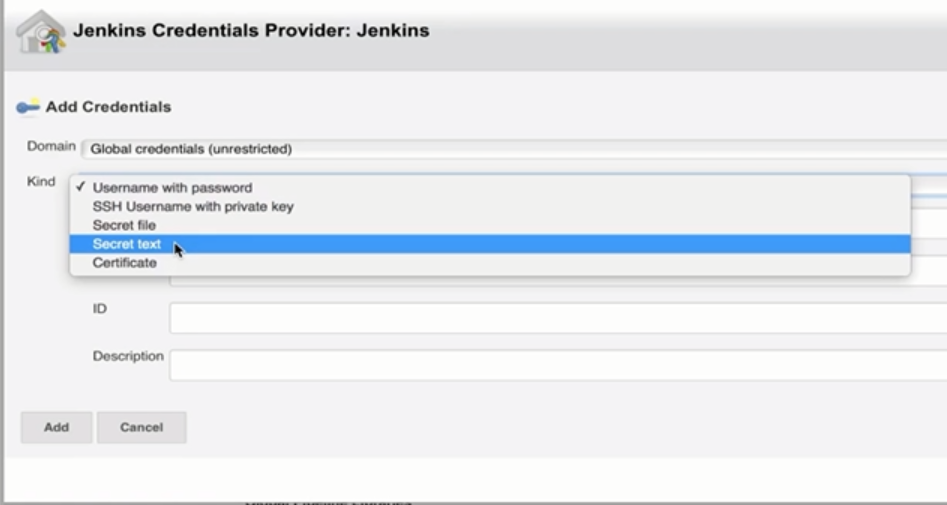 Jenkins Credentials Provider: Jenkins
Add Credentials
Domain Global credentials (unrestricted)
Kind ✓ Username with password
SSH Username with private key
Secret file
Secret text
Certificate
ID
Description
Add Cancel